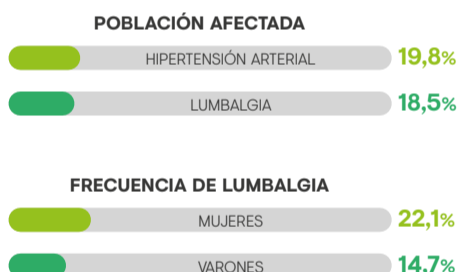 POBLACIÓN AFECTADA
HIPERTENSIÓN ARTERIAL 19,8%
LUMBALGIA 18,5%
FRECUENCIA DE LUMBALGIA
MUJERES 22,1%
VARONES 14,7%